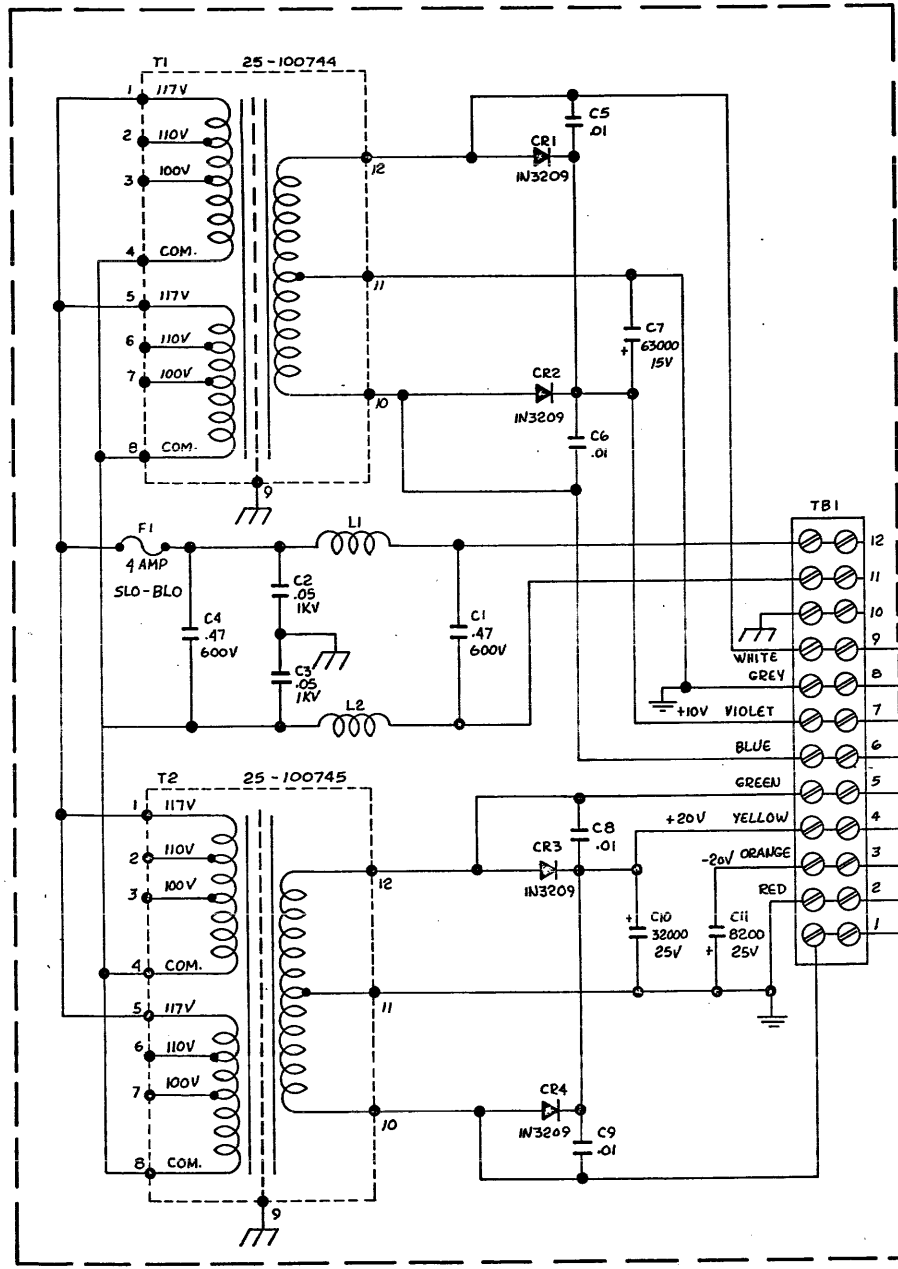 T1 25-100744
1 117V
2 110V
3 100V
4 COM.
5 117V
6 110V
7 100V
8 COM.
9
12
11
10
C5
.01
CR1
1N3209
C7
+ 63000
15V
CR2
1N3209
C6
.01
F1
4 AMP
SLO-BLO
L1
C2
.05
1KV
C4
.47
600V
C1
.47
600V
C3
.05
1KV
L2
TB1
12
11
10
WHITE 9
GREY 8
+10V VIOLET 7
BLUE 6
GREEN 5
+20V YELLOW 4
-20V ORANGE 3
RED 2
1
T2 25-100745
1 117V
2 110V
3 100V
4 COM.
5 117V
6 110V
7 100V
8 COM.
9
12
11
10
C8
.01
CR3
1N3209
+ C10
32000
25V
C11
8200
+ 25V
CR4
1N3209
C9
.01